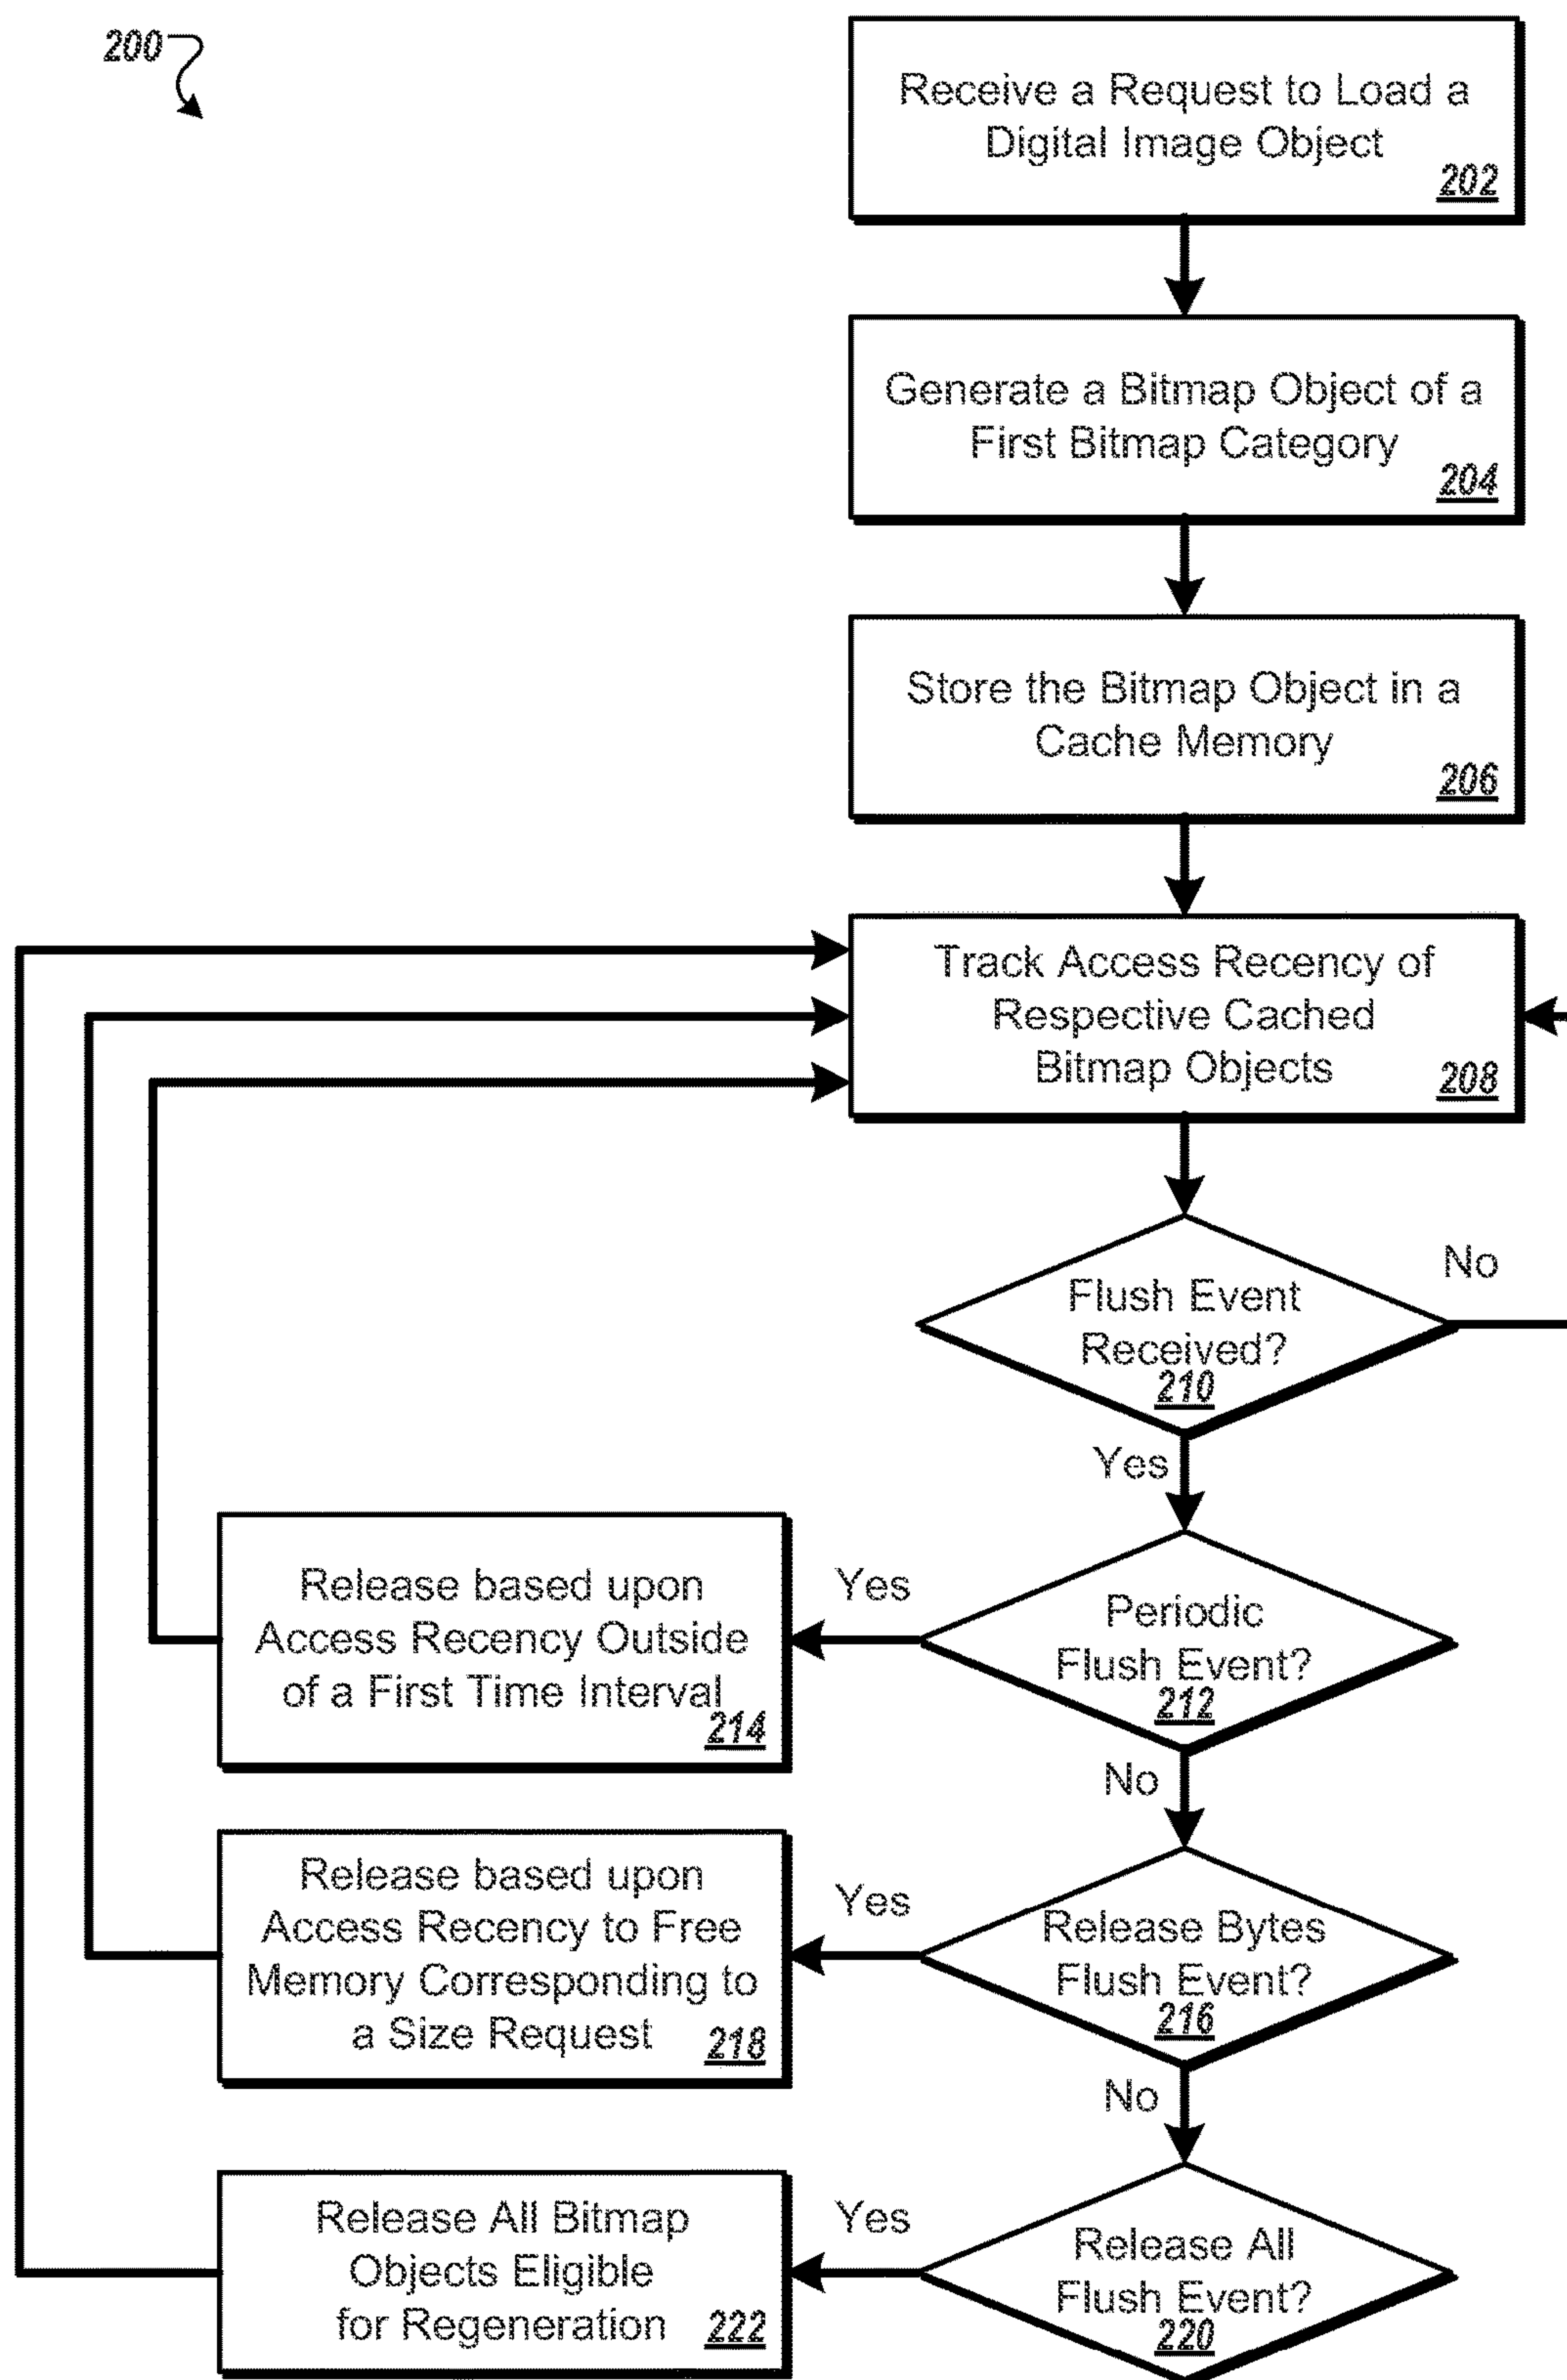 200
Receive a Request to Load a
Digital Image Object
202
Generate a Bitmap Object of a
First Bitmap Category
204
Store the Bitmap Object in a
Cache Memory
206
Track Access Recency of
Respective Cached
Bitmap Objects
208
Flush Event
Received?
210
No
Yes
Periodic
Flush Event?
212
Yes
Release based upon
Access Recency Outside
of a First Time Interval
214
No
Release Bytes
Flush Event?
216
Yes
Release based upon
Access Recency to Free
Memory Corresponding to
a Size Request
218
No
Release All
Flush Event?
220
Yes
Release All Bitmap
Objects Eligible
for Regeneration
222